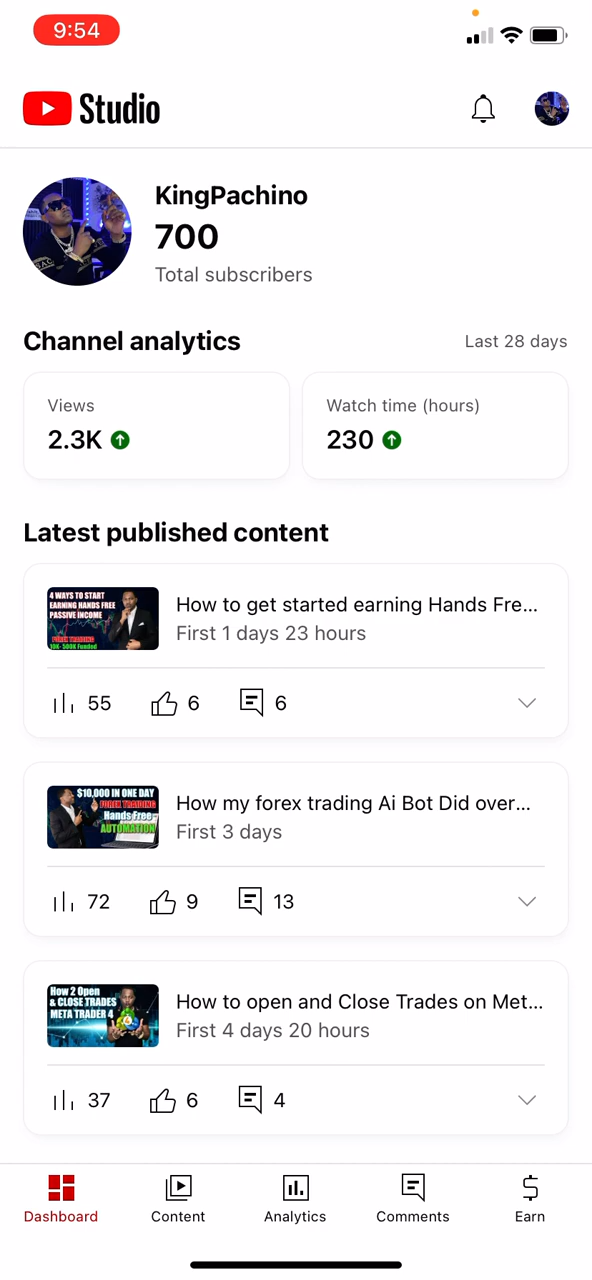 9:54
Studio
KingPachino
700
Total subscribers
Channel analytics
Last 28 days
Views
Watch time (hours)
2.3K
230
Latest published content
4 WAYS TO START
EARNING HANDS FREE
PASSIVE INCOME
FOREX TRADING
10K- 500K Funded
How to get started earning Hands Fre...
First 1 days 23 hours
55
6
6
$10,000 IN ONE DAY
FOREX TRAIDING
Hands Free
AUTOMATION
How my forex trading Ai Bot Did over...
First 3 days
72
9
13
How 2 Open
& CLOSE TRADES
META TRADER 4
How to open and Close Trades on Met...
First 4 days 20 hours
37
6
4
Dashboard
Content
Analytics
Comments
Earn